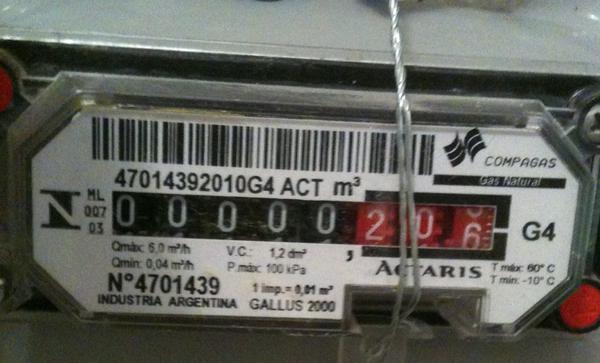 COMPAGAS
Gas Natural
47014392010G4 ACT m³
ML
007
03
0 0 0 0 0 2 0 6
G4
Qmáx: 6,0 m³/h
V.C.: 1,2 dm³
ACTARIS
T máx: 60° C
Qmin: 0,04 m³/h
P.máx: 100 kPa
T mín: -10° C
N° 4701439
1 imp.= 0,01 m³
INDUSTRIA ARGENTINA GALLUS 2000